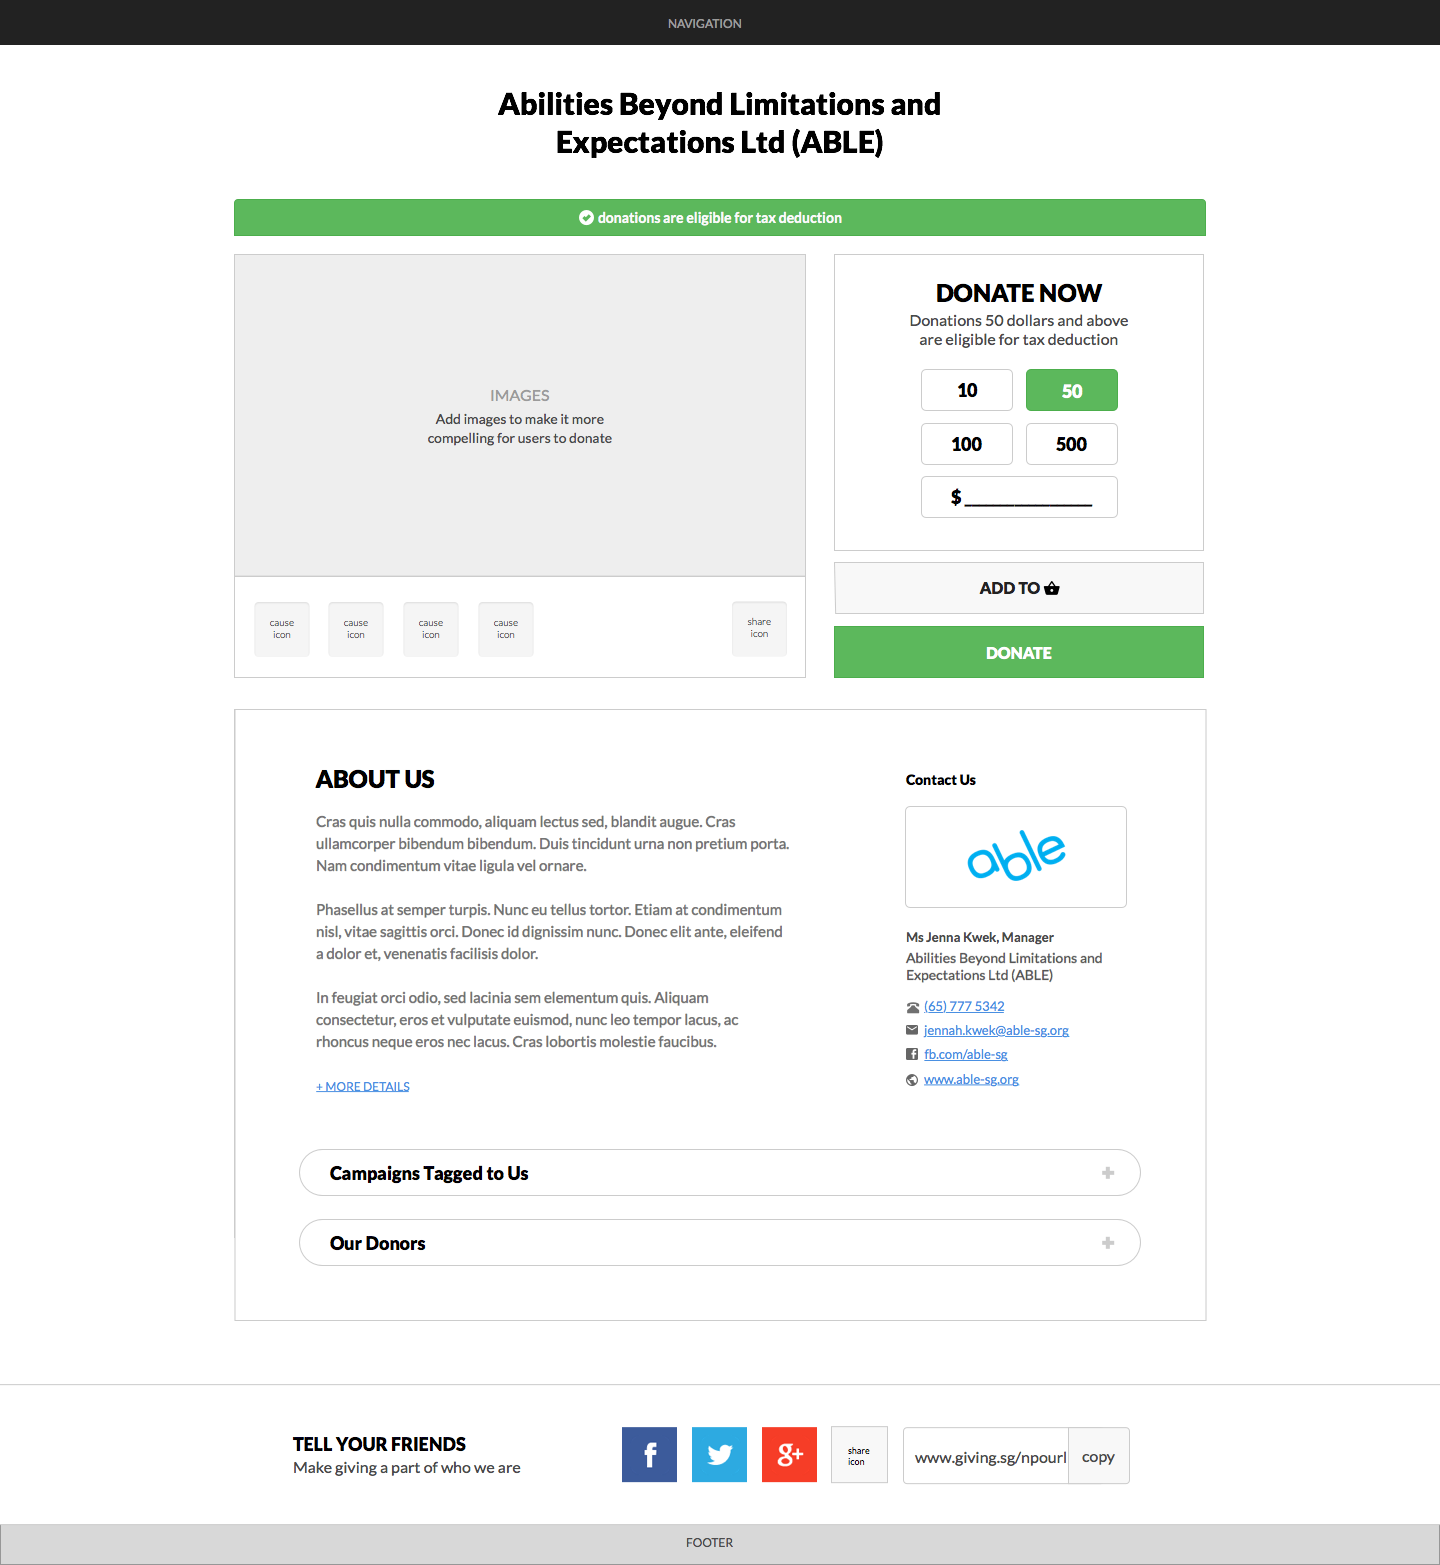 NAVIGATION
Abilities Beyond Limitations and
Expectations Ltd (ABLE)
donations are eligible for tax deduction
IMAGES
Add images to make it more
compelling for users to donate
cause
icon
cause
icon
cause
icon
cause
icon
share
icon
DONATE NOW
Donations 50 dollars and above
are eligible for tax deduction
10
50
100
500
$ _______________
ADD TO
DONATE
ABOUT US
Cras quis nulla commodo, aliquam lectus sed, blandit augue. Cras
ullamcorper bibendum bibendum. Duis tincidunt urna non pretium porta.
Nam condimentum vitae ligula vel ornare.
Phasellus at semper turpis. Nunc eu tellus tortor. Etiam at condimentum
nisl, vitae sagittis orci. Donec id dignissim nunc. Donec elit ante, eleifend
a dolor et, venenatis facilisis dolor.
In feugiat orci odio, sed lacinia sem elementum quis. Aliquam
consectetur, eros et vulputate euismod, nunc leo tempor lacus, ac
rhoncus neque eros nec lacus. Cras lobortis molestie faucibus.
+ MORE DETAILS
Contact Us
able
Ms Jenna Kwek, Manager
Abilities Beyond Limitations and
Expectations Ltd (ABLE)
(65) 777 5342
jennah.kwek@able-sg.org
fb.com/able-sg
www.able-sg.org
Campaigns Tagged to Us
Our Donors
TELL YOUR FRIENDS
Make giving a part of who we are
f
g+
share
icon
www.giving.sg/npourl
copy
FOOTER